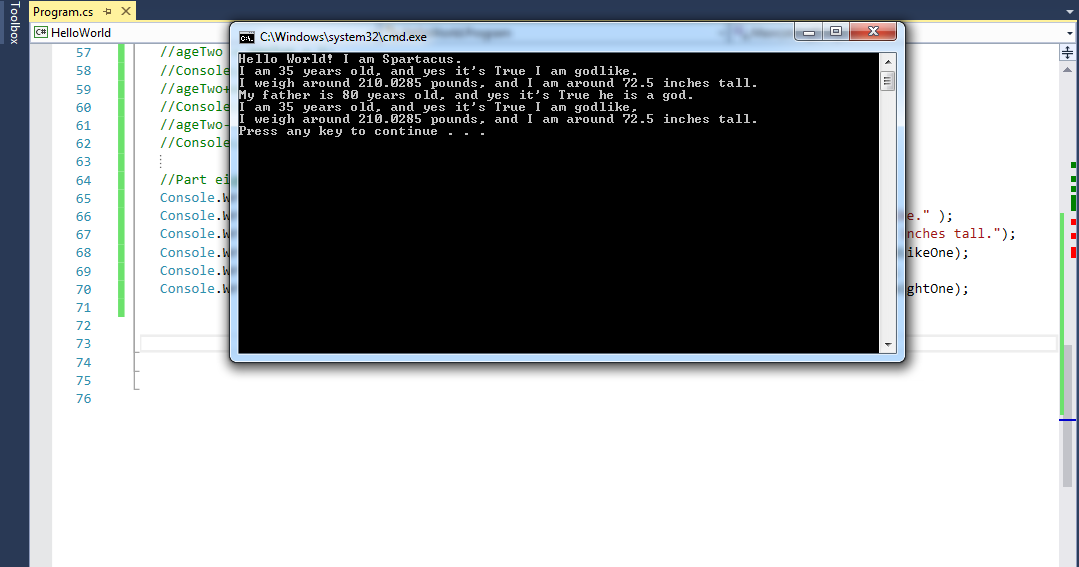 Toolbox
Program.cs
C# HelloWorld
C:\Windows\system32\cmd.exe
Hello World! I am Spartacus.
I am 35 years old, and yes it's True I am godlike.
I weigh around 210.0285 pounds, and I am around 72.5 inches tall.
My father is 80 years old, and yes it's True he is a god.
I am 35 years old, and yes it's True I am godlike,
I weigh around 210.0285 pounds, and I am around 72.5 inches tall.
Press any key to continue . . .
57 //ageTwo
58 //Console
59 //ageTwo+
60 //Console
61 //ageTwo-
62 //Console
63
64 //Part ei
65 Console.W
66 Console.W e." );
67 Console.W nches tall.");
68 Console.W ikeOne);
69 Console.W
70 Console.W ghtOne);
71
72
73
74
75
76